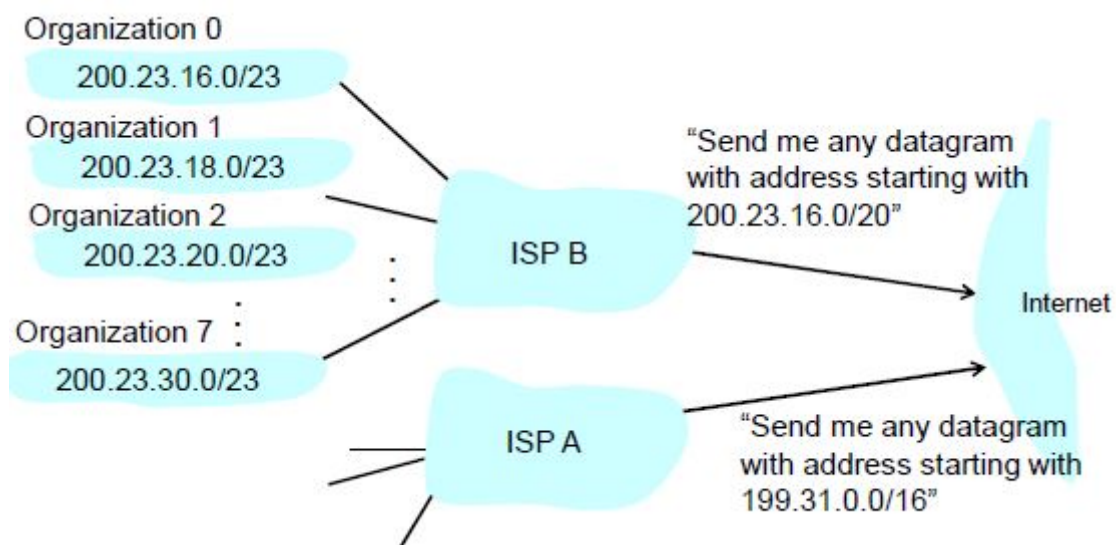 Organization 0
200.23.16.0/23
Organization 1
200.23.18.0/23
Organization 2
200.23.20.0/23
Organization 7
200.23.30.0/23
ISP B
“Send me any datagram
with address starting with
200.23.16.0/20”
Internet
ISP A
“Send me any datagram
with address starting with
199.31.0.0/16”